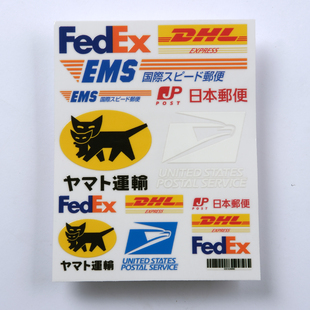 FedEx
DHL
EXPRESS
EMS
国際スピード郵便
EMS
国際スピード郵便
JP
POST
日本郵便
ヤマト運輸
UNITED STATES
POSTAL SERVICE
FedEx
DHL
EXPRESS
JP
POST
日本郵便
ヤマト運輸
UNITED STATES
POSTAL SERVICE
DHL
EXPRESS
FedEx